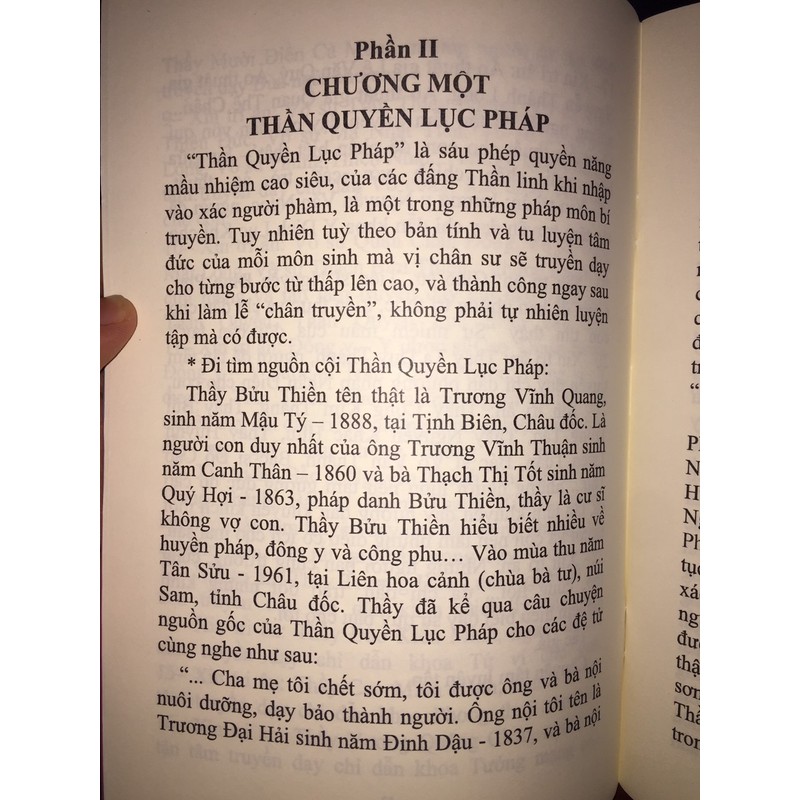 Phần II
CHƯƠNG MỘT
THẦN QUYỀN LỤC PHÁP
“Thần Quyền Lục Pháp” là sáu phép quyền năng
mầu nhiệm cao siêu, của các đấng Thần linh khi nhập
vào xác người phàm, là một trong những pháp môn bí
truyền. Tuy nhiên tuỳ theo bản tính và tu luyện tâm
đức của mỗi môn sinh mà vị chân sư sẽ truyền dạy
cho từng bước từ thấp lên cao, và thành công ngay sau
khi làm lễ “chân truyền”, không phải tự nhiên luyện
tập mà có được.
* Đi tìm nguồn cội Thần Quyền Lục Pháp:
Thầy Bửu Thiền tên thật là Trương Vĩnh Quang,
sinh năm Mậu Tý – 1888, tại Tịnh Biên, Châu đốc. Là
người con duy nhất của ông Trương Vĩnh Thuận sinh
năm Canh Thân – 1860 và bà Thạch Thị Tốt sinh năm
Quý Hợi - 1863, pháp danh Bửu Thiền, thầy là cư sĩ
không vợ con. Thầy Bửu Thiền hiểu biết nhiều về
huyền pháp, đông y và công phu… Vào mùa thu năm
Tân Sửu - 1961, tại Liên hoa cảnh (chùa bà tư), núi
Sam, tỉnh Châu đốc. Thầy đã kể qua câu chuyện
nguồn gốc của Thần Quyền Lục Pháp cho các đệ tử
cùng nghe như sau:
“... Cha mẹ tôi chết sớm, tôi được ông và bà nội
nuôi dưỡng, dạy bảo thành người. Ông nội tôi tên là
Trương Đại Hải sinh năm Đinh Dậu - 1837, và bà nội